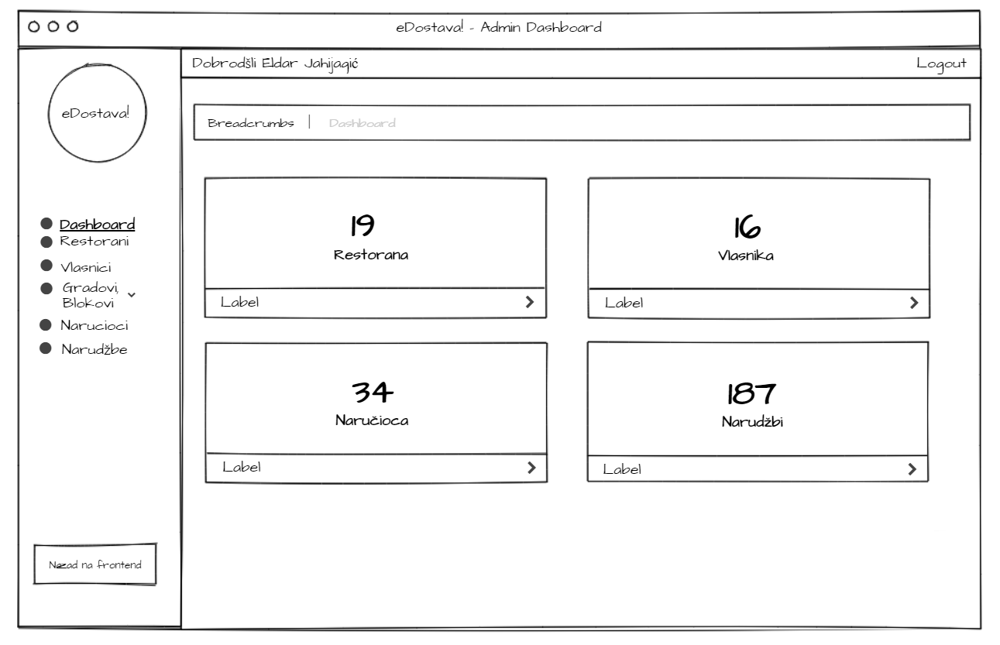 eDostava! - Admin Dashboard
Dobrodšli Eldar Jahijagić
Logout
eDostava!
Dashboard
Restorani
Vlasnici
Gradovi,
Blokovi
Narucioci
Narudžbe
Nazad na frontend
Breadcrumbs | Dashboard
19
Restorana
Label
16
Vlasnika
Label
34
Naručioca
Label
187
Narudžbi
Label